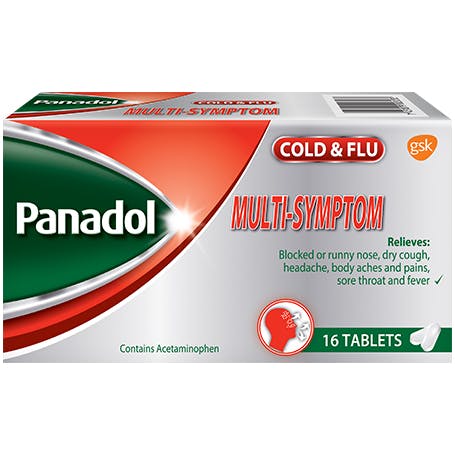 Panadol
COLD & FLU
MULTI-SYMPTOM
COLD & FLU
gsk
Panadol
MULTI-SYMPTOM
Relieves:
Blocked or runny nose, dry cough,
headache, body aches and pains,
sore throat and fever ✓
Contains Acetaminophen
16 TABLETS